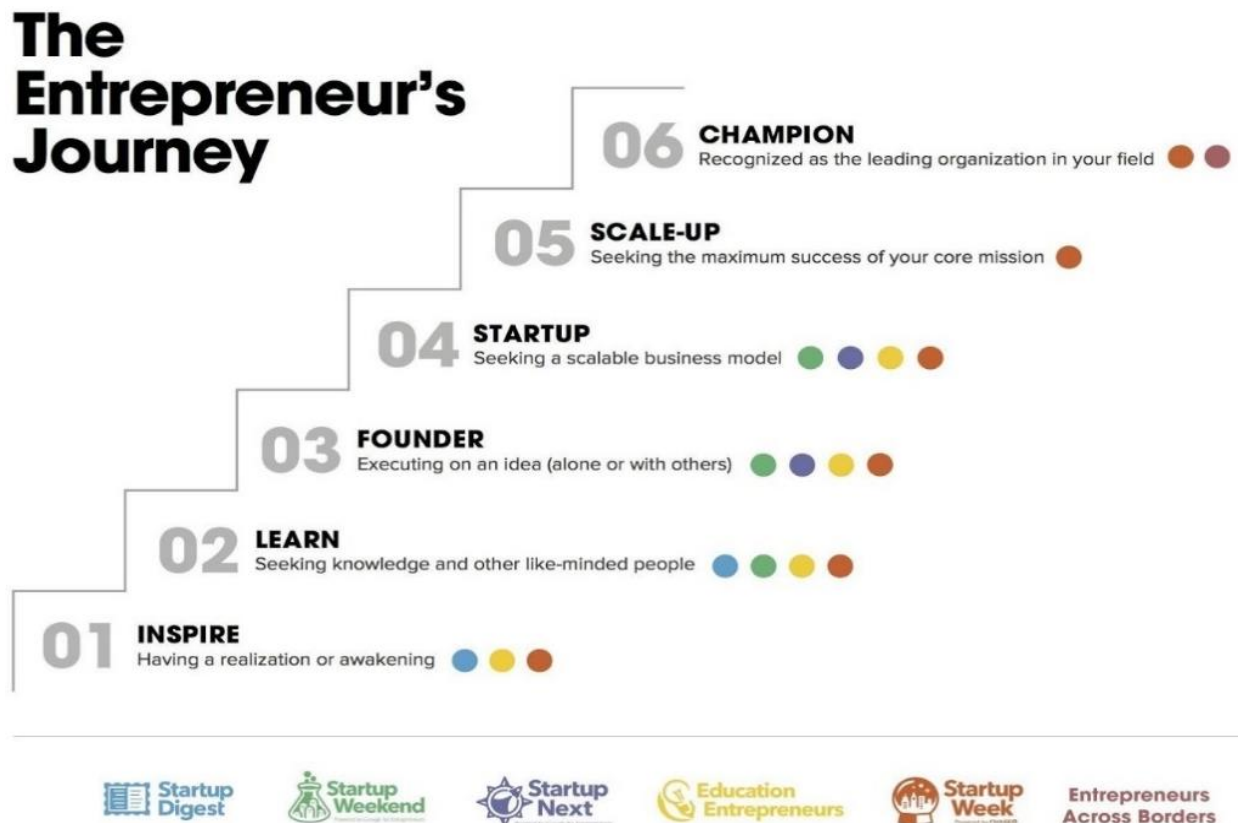 The
Entrepreneur's
Journey
06 CHAMPION
Recognized as the leading organization in your field
05 SCALE-UP
Seeking the maximum success of your core mission
04 STARTUP
Seeking a scalable business model
03 FOUNDER
Executing on an idea (alone or with others)
02 LEARN
Seeking knowledge and other like-minded people
01 INSPIRE
Having a realization or awakening
Startup
Digest
Startup
Weekend
Startup
Next
Education
Entrepreneurs
Startup
Week
Entrepreneurs
Across Borders